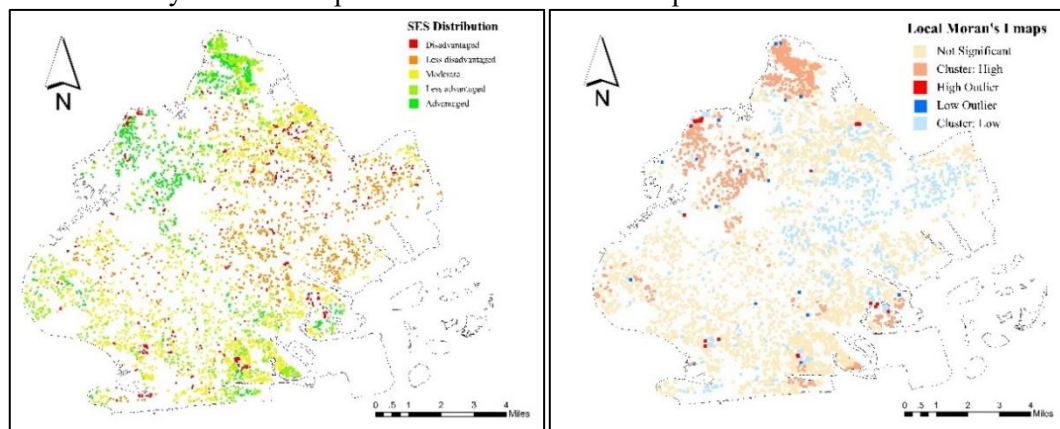 SES Distribution
Disadvantaged
Less disadvantaged
Moderate
Less advantaged
Advantaged
N
0 .5 1 2 3 4
Miles
Local Moran's I maps
Not Significant
Cluster: High
High Outlier
Low Outlier
Cluster: Low
N
0 .5 1 2 3 4
Miles